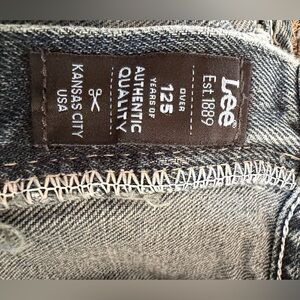 Lee®
Est.1889
OVER
125
YEARS OF
AUTHENTIC
QUALITY
KANSAS CITY
USA